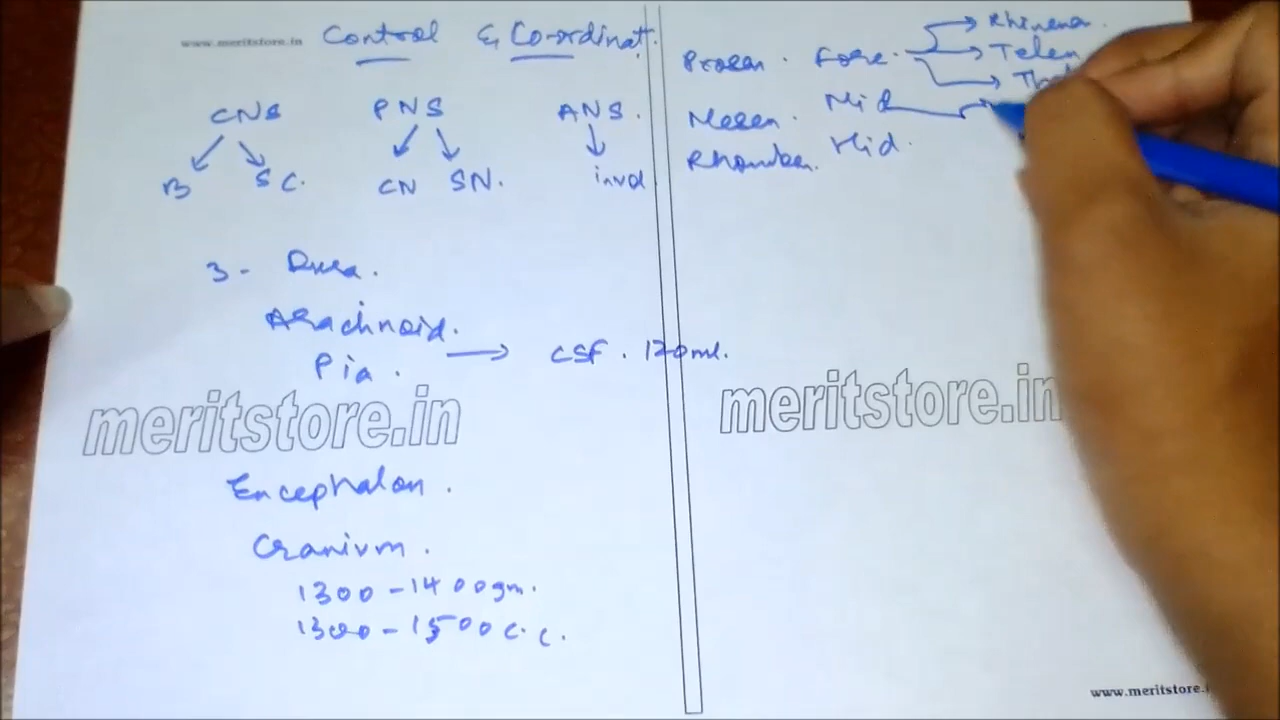 www.meritstore.in Control & Co-ordinat.
CNS PNS ANS.
B SC. CN SN. invol
3 - Dura.
Arachnoid.
Pia. → CSF. 120ml.
meritstore.in
Encephalon.
Cranium.
1300 - 1400gm.
1300 - 1500 c.c.
Rhinen
Prosen. Fore. Telen
Mesen. Mid
Rhomben. Hid.
meritstore.in
www.meritstore.i